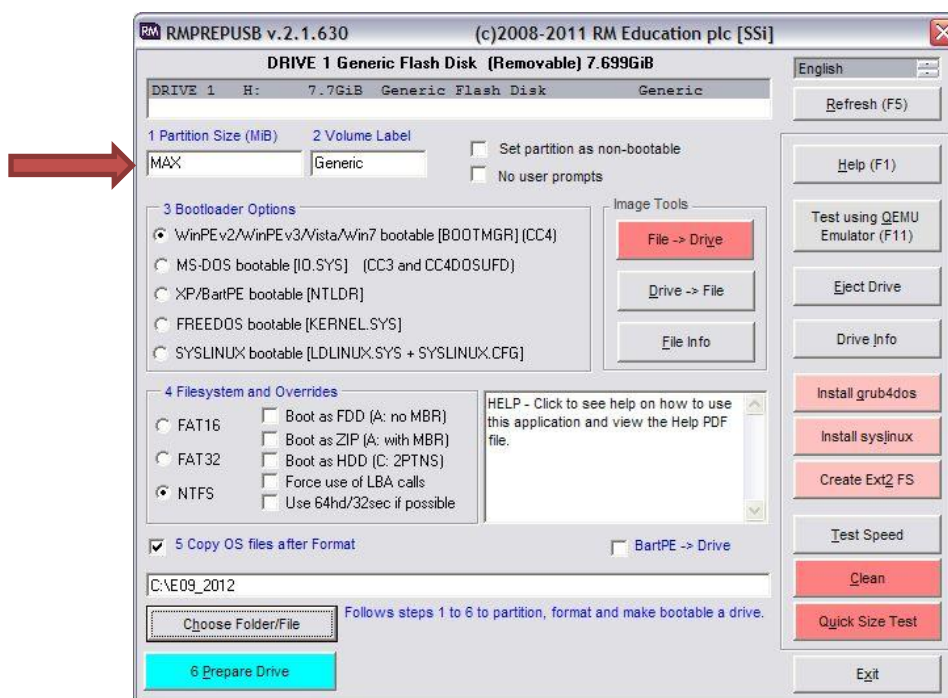 RM RMPREPUSB v.2.1.630 (c)2008-2011 RM Education plc [SSi]
DRIVE 1 Generic Flash Disk (Removable) 7.699GiB
DRIVE 1 H: 7.7GiB Generic Flash Disk Generic
1 Partition Size (MiB)
MAX
2 Volume Label
Generic
Set partition as non-bootable
No user prompts
3 Bootloader Options
WinPEv2/WinPEv3/Vista/Win7 bootable [BOOTMGR] (CC4)
MS-DOS bootable [IO.SYS] (CC3 and CC4DOSUFD)
XP/BartPE bootable [NTLDR]
FREEDOS bootable [KERNEL.SYS]
SYSLINUX bootable [LDLINUX.SYS + SYSLINUX.CFG]
Image Tools
File -> Drive
Drive -> File
File Info
4 Filesystem and Overrides
FAT16
FAT32
NTFS
Boot as FDD (A: no MBR)
Boot as ZIP (A: with MBR)
Boot as HDD (C: 2PTNS)
Force use of LBA calls
Use 64hd/32sec if possible
HELP - Click to see help on how to use
this application and view the Help PDF
file.
5 Copy OS files after Format
BartPE -> Drive
C:\E09_2012
Choose Folder/File
Follows steps 1 to 6 to partition, format and make bootable a drive.
6 Prepare Drive
English
Refresh (F5)
Help (F1)
Test using QEMU
Emulator (F11)
Eject Drive
Drive Info
Install grub4dos
Install syslinux
Create Ext2 FS
Test Speed
Clean
Quick Size Test
Exit